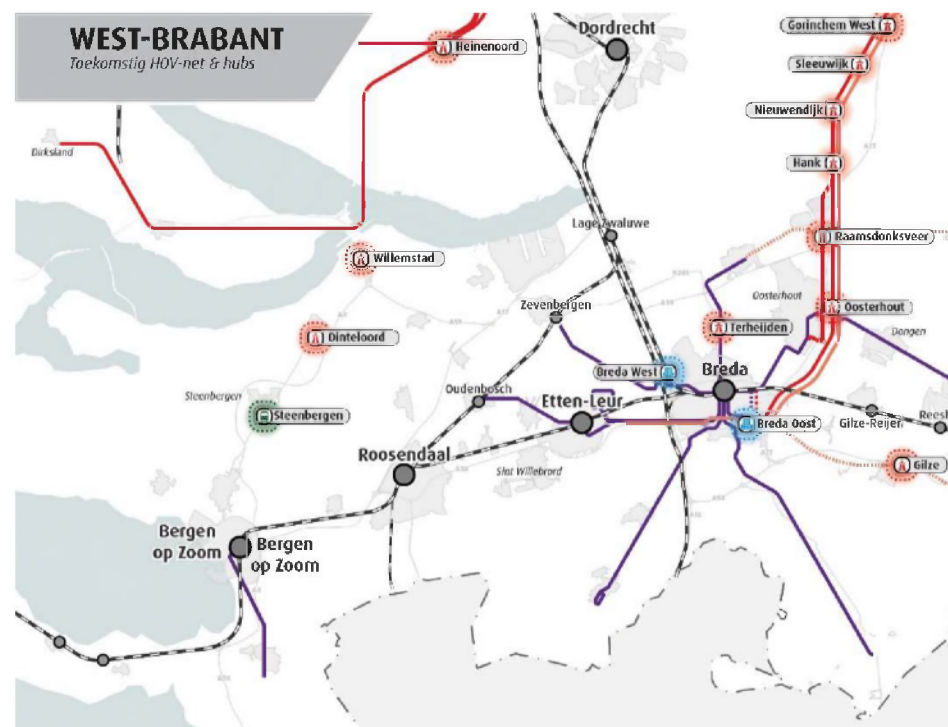 WEST-BRABANT
Toekomstig HOV-net & hubs
Heinenoord
Dordrecht
Gorinchem West
Sleeuwijk
Nieuwendijk
Hank
Dirksland
Lage Zwaluwe
Raamsdonksveer
Willemstad
Oosterhout
Zevenbergen
Oosterhout
Terheijden
Dongen
Dinteloord
Breda West
Breda
Steenbergen
Oudenbosch
Etten-Leur
Steenbergen
Breda Oost
Gilze-Reijen
Reesh
Roosendaal
Sint Willebrord
Gilze
Bergen
op Zoom
Bergen
op Zoom